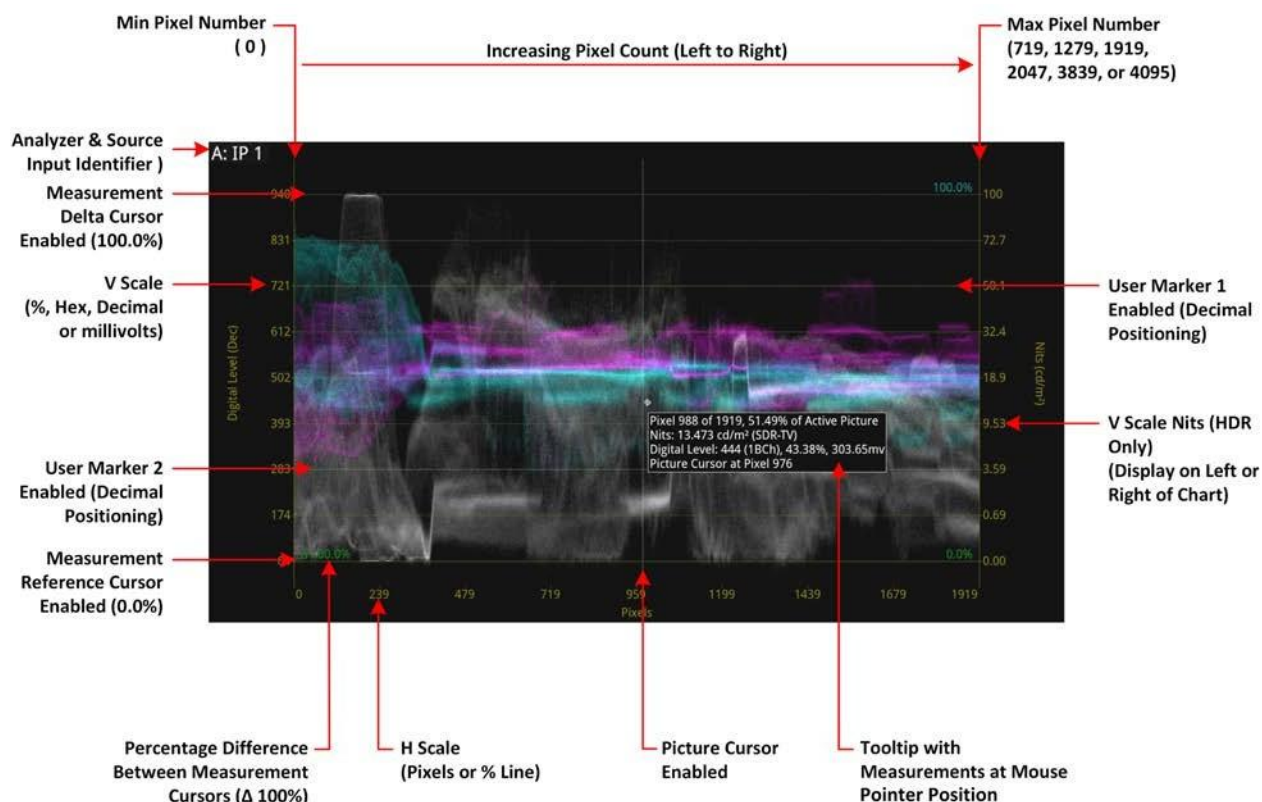 Min Pixel Number
( 0 )
Increasing Pixel Count (Left to Right)
Max Pixel Number
(719, 1279, 1919,
2047, 3839, or 4095)
Analyzer & Source
Input Identifier )
A: IP 1
Measurement
Delta Cursor
Enabled (100.0%)
940
100.0%
100
831
72.7
V Scale
(%, Hex, Decimal
or millivolts)
721
50.1
User Marker 1
Enabled (Decimal
Positioning)
612
32.4
Digital Level (Dec)
Nits (cd/m²)
502
18.9
393
9.53
Pixel 988 of 1919, 51.49% of Active Picture
Nits: 13.473 cd/m² (SDR-TV)
Digital Level: 444 (1BCh), 43.38%, 303.65mv
Picture Cursor at Pixel 976
V Scale Nits (HDR
Only)
(Display on Left or
Right of Chart)
User Marker 2
Enabled (Decimal
Positioning)
283
3.59
174
0.69
Measurement
Reference Cursor
Enabled (0.0%)
0.0%
0.00
0
239
479
719
959
1199
1439
1679
1919
Pixels
Percentage Difference
Between Measurement
Cursors (Δ 100%)
H Scale
(Pixels or % Line)
Picture Cursor
Enabled
Tooltip with
Measurements at Mouse
Pointer Position